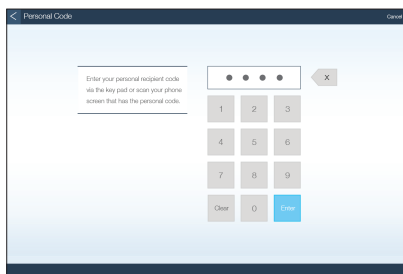 Personal Code
Cancel
Enter your personal recipient code
via the key pad or scan your phone
screen that has the personal code.
X
1 2 3
4 5 6
7 8 9
Clear 0 Enter